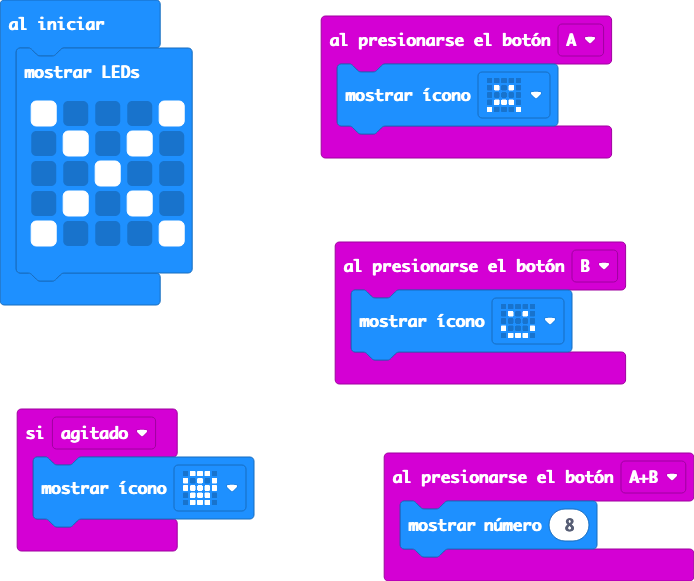 al iniciar
mostrar LEDs
al presionarse el botón A
mostrar ícono
al presionarse el botón B
mostrar ícono
si agitado
mostrar ícono
al presionarse el botón A+B
mostrar número 8